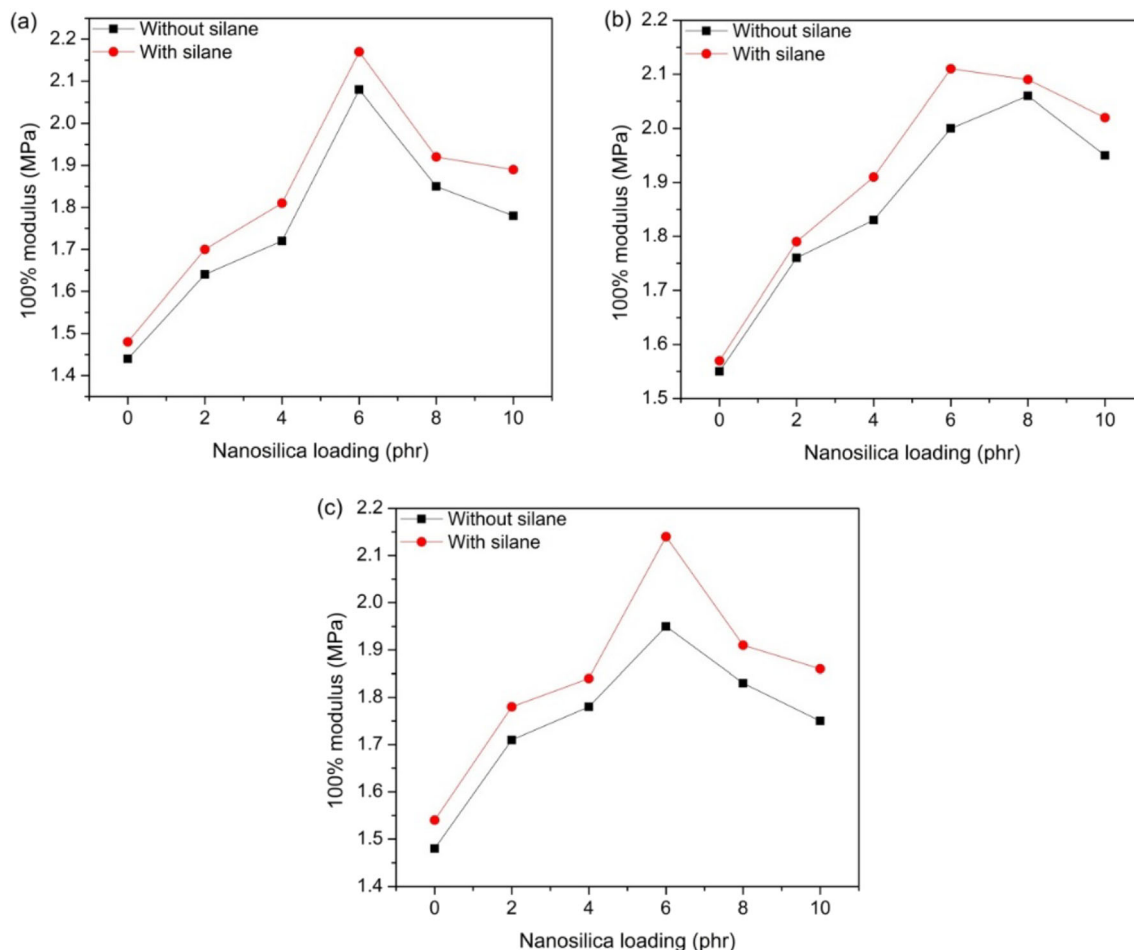 (a)
Without silane
With silane
2.2
2.1
2.0
1.9
1.8
1.7
1.6
1.5
1.4
100% modulus (MPa)
0 2 4 6 8 10
Nanosilica loading (phr)
(b)
Without silane
With silane
2.2
2.1
2.0
1.9
1.8
1.7
1.6
1.5
100% modulus (MPa)
0 2 4 6 8 10
Nanosilica loading (phr)
(c)
Without silane
With silane
2.2
2.1
2.0
1.9
1.8
1.7
1.6
1.5
1.4
100% modulus (MPa)
0 2 4 6 8 10
Nanosilica loading (phr)